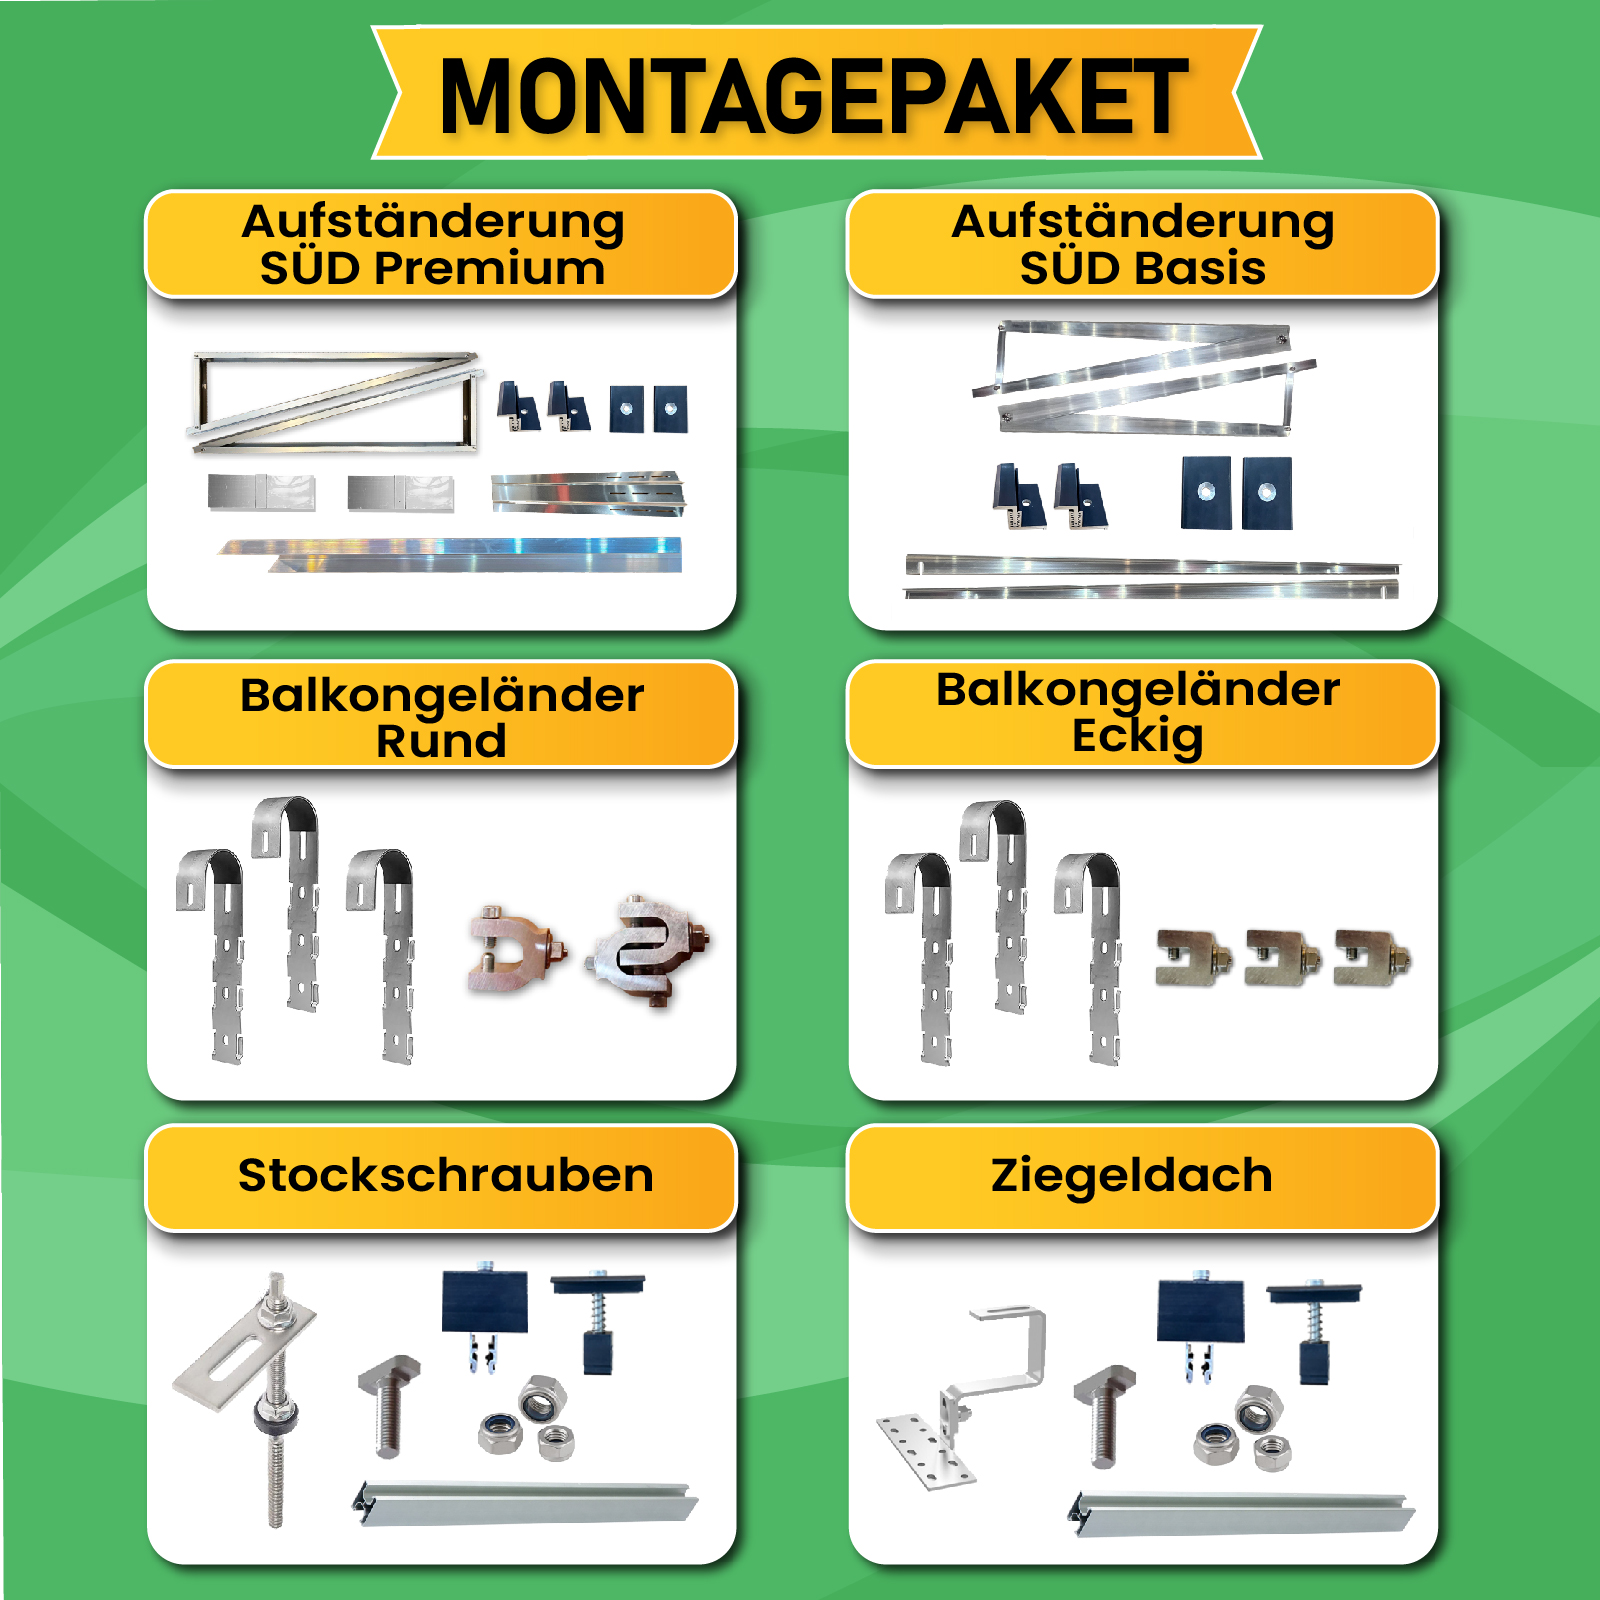 MONTAGEPAKET
Aufständerung
SÜD Premium
Aufständerung
SÜD Basis
Balkongeländer
Rund
Balkongeländer
Eckig
Stockschrauben
Ziegeldach